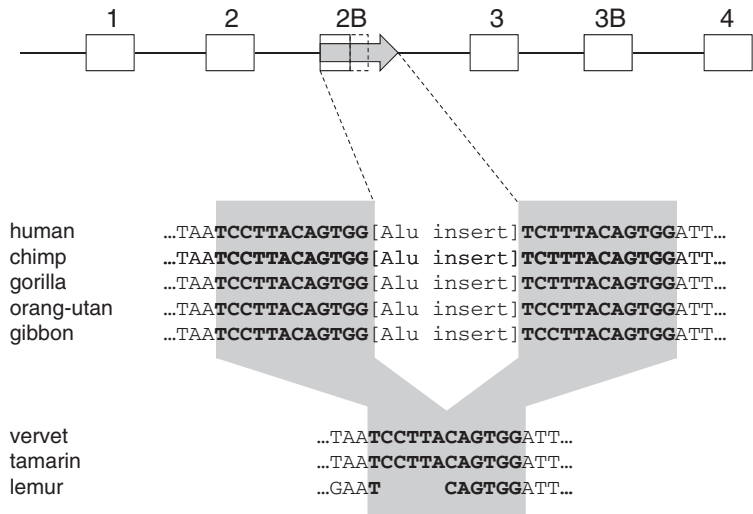 1 2 2B 3 3B 4
human …TAATCCTTACAGTGG[Alu insert]TCTTTACAGTGGATT…
chimp …TAATCCTTACAGTGG[Alu insert]TCTTTACAGTGGATT…
gorilla …TAATCCTTACAGTGG[Alu insert]TCTTTACAGTGGATT…
orang-utan …TAATCCTTACAGTGG[Alu insert]TCCTTACAGTGGATT…
gibbon …TAATCCTTACAGTGG[Alu insert]TCCTTACAGTGGATT…
vervet …TAATCCTTACAGTGGATT…
tamarin …TAATCCTTACAGTGGATT…
lemur …GAAT CAGTGGATT…